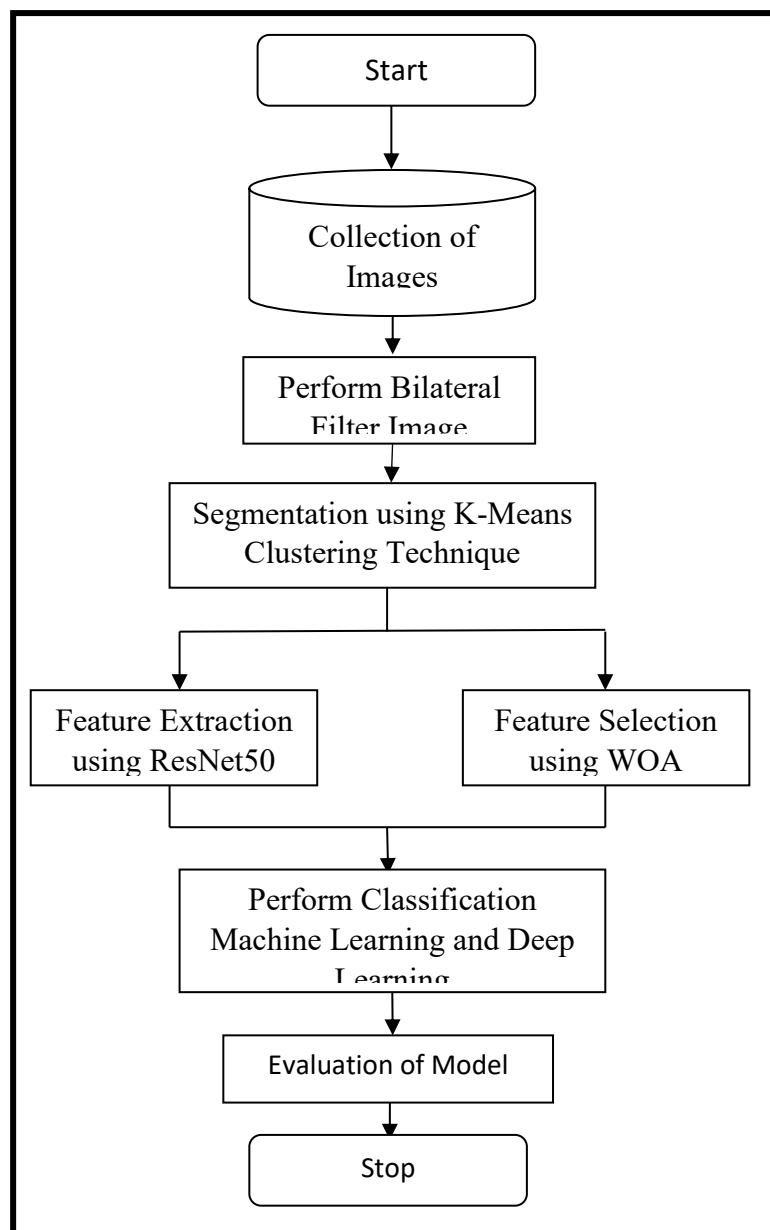 Start
Collection of
Images
Perform Bilateral
Filter Image
Segmentation using K-Means
Clustering Technique
Feature Extraction
using ResNet50
Feature Selection
using WOA
Perform Classification
Machine Learning and Deep
Learning
Evaluation of Model
Stop